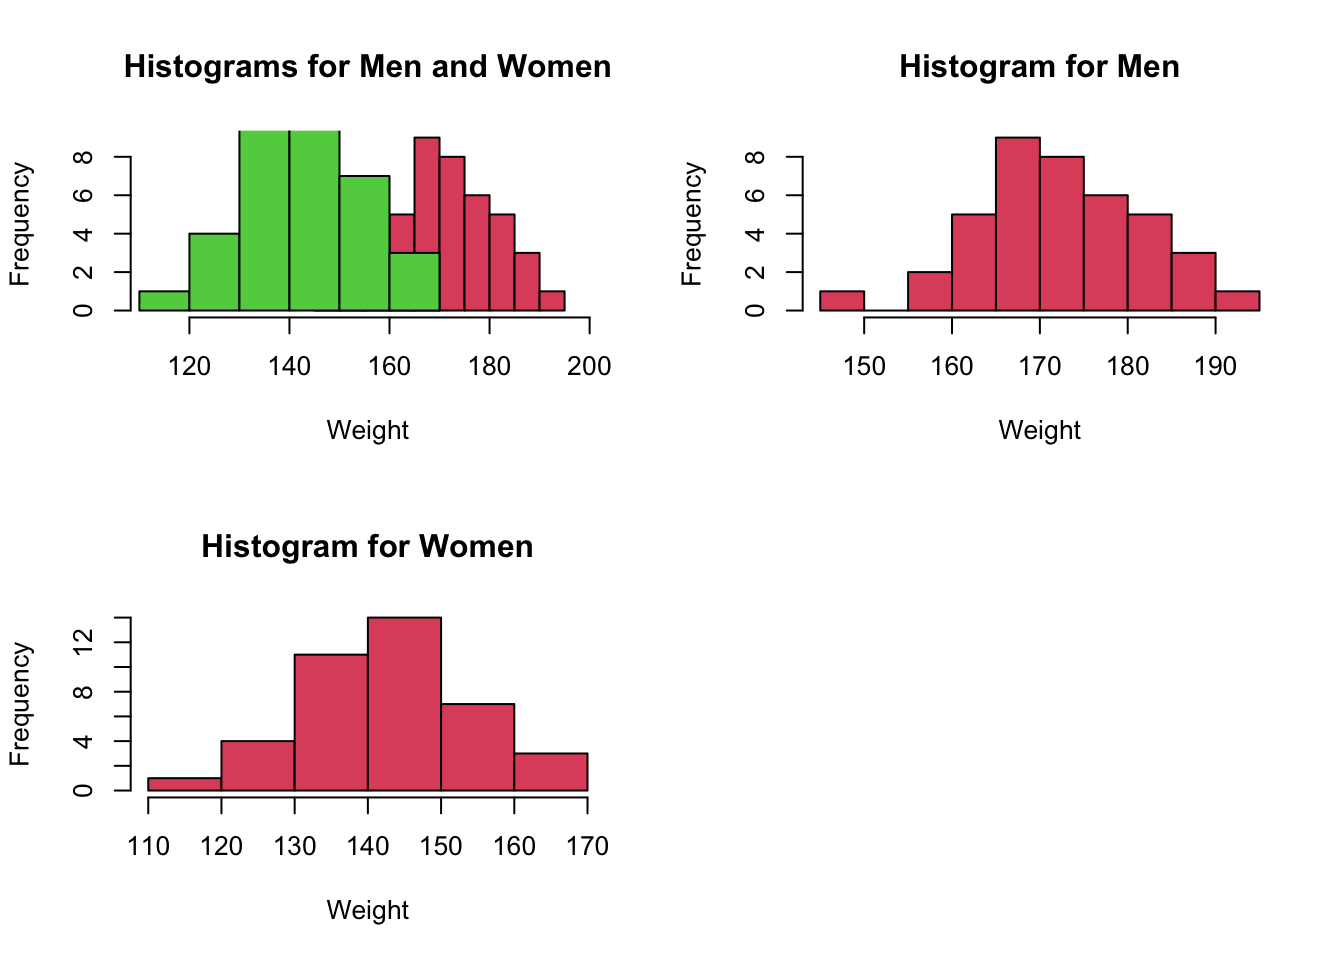 Histograms for Men and Women
Frequency
8
6
4
2
0
120 140 160 180 200
Weight
Histogram for Men
Frequency
8
6
4
2
0
150 160 170 180 190
Weight
Histogram for Women
Frequency
12
8
4
0
110 120 130 140 150 160 170
Weight